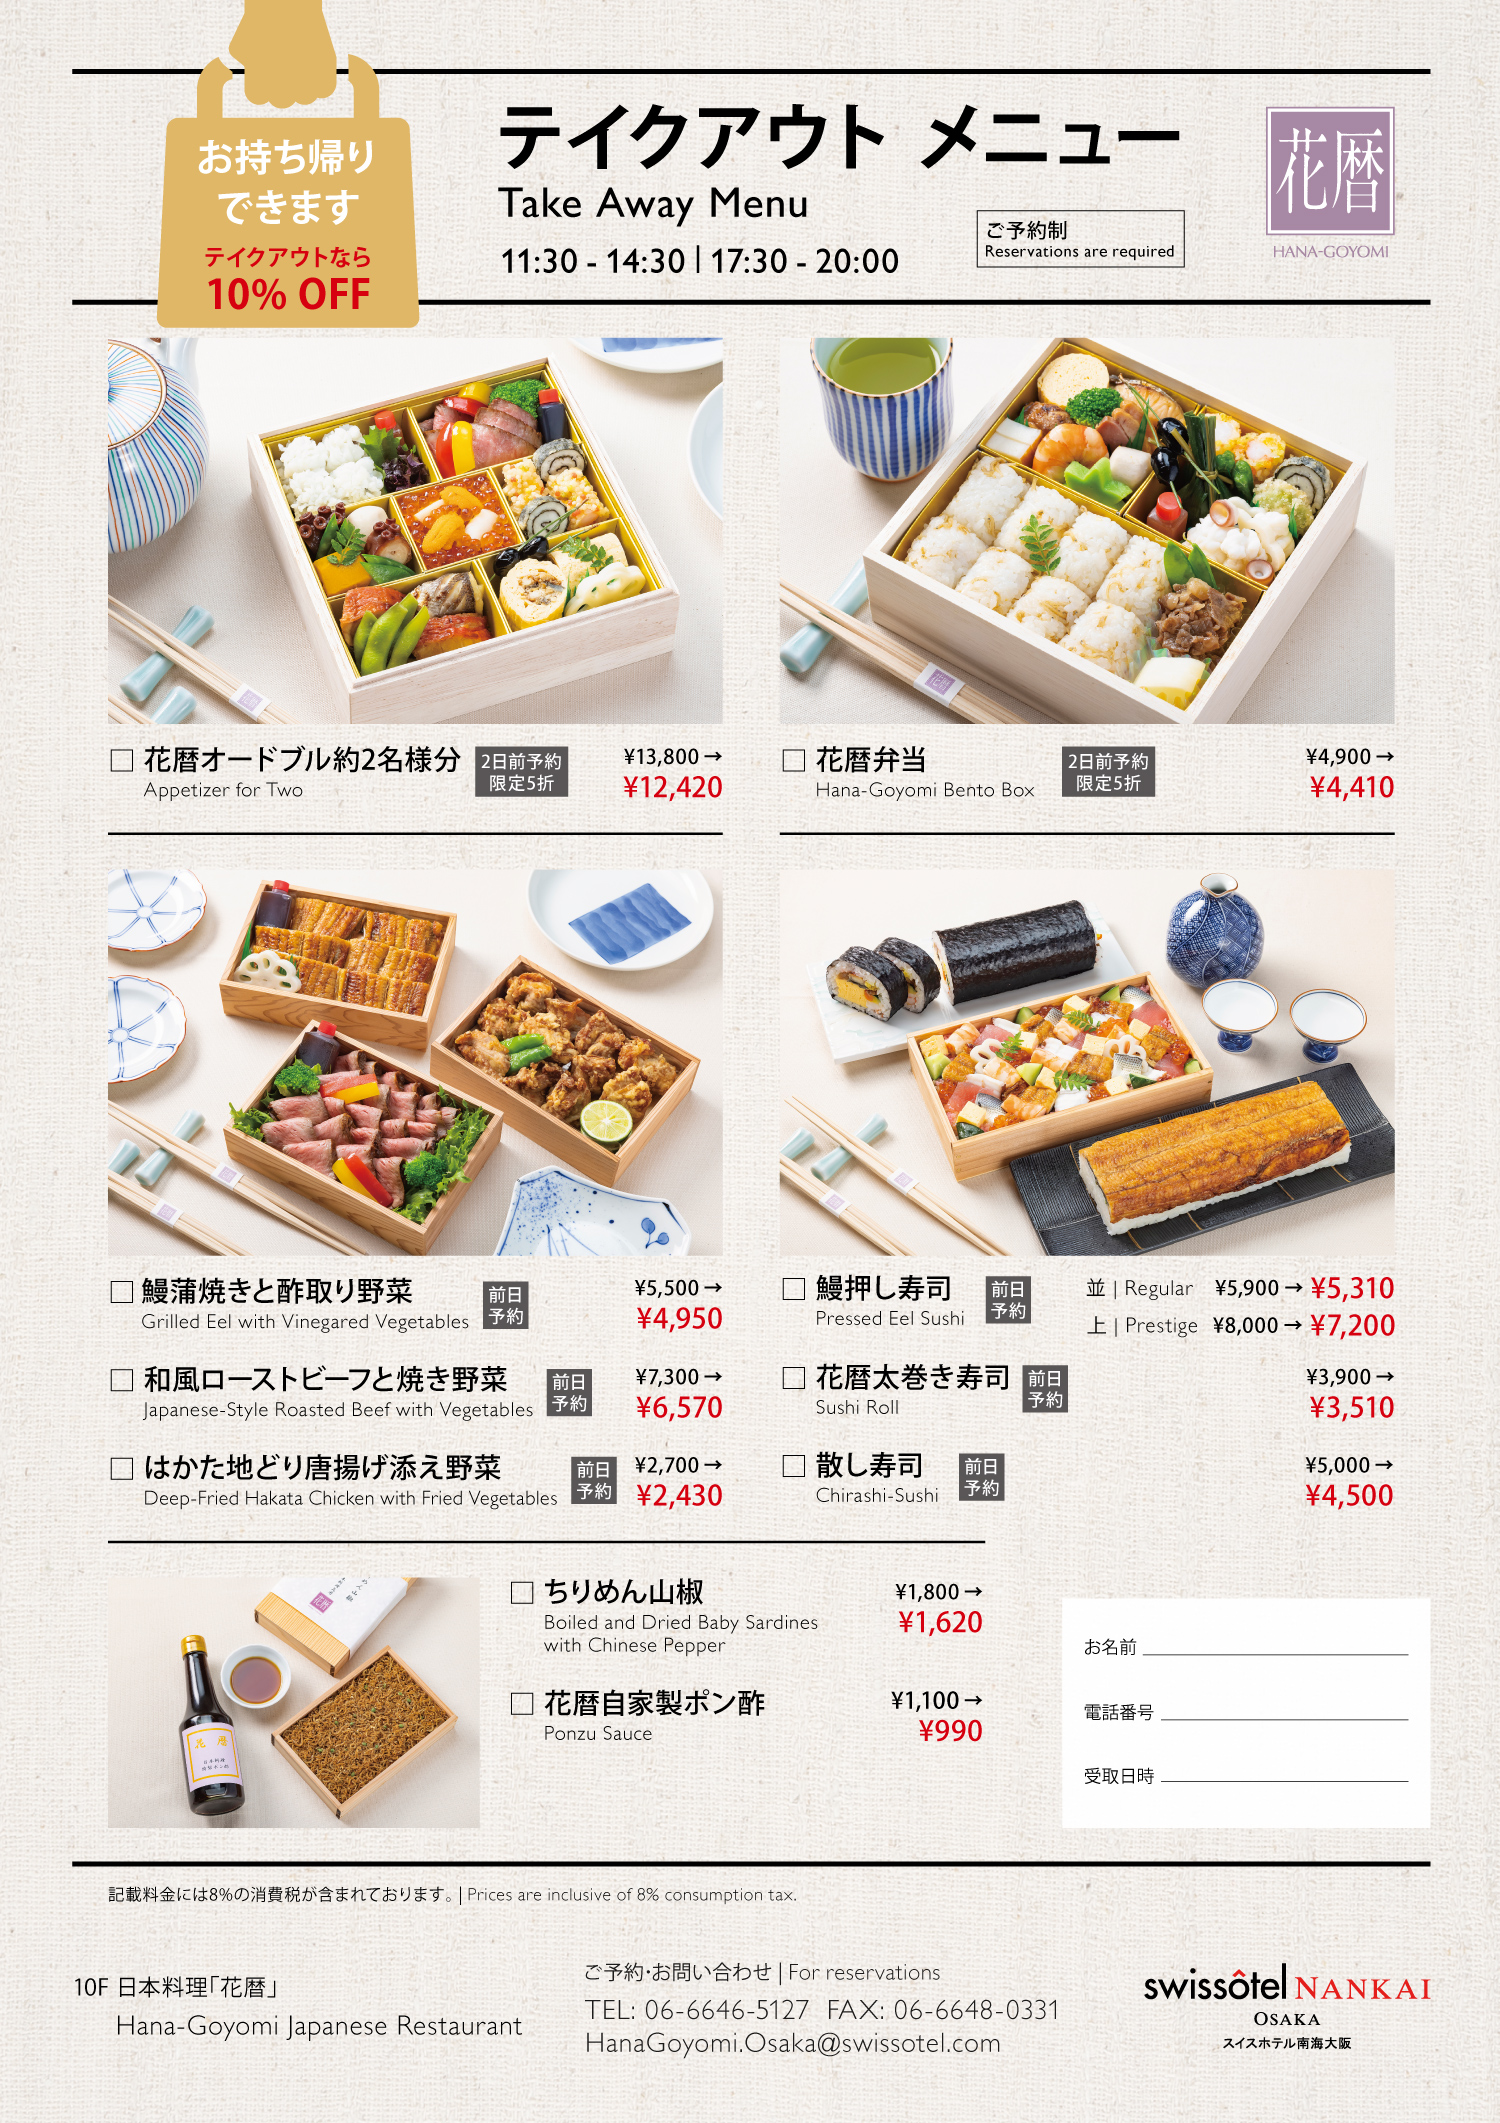 お持ち帰り
できます
テイクアウトなら
10% OFF
テイクアウト メニュー
Take Away Menu
11:30 - 14:30 | 17:30 - 20:00
ご予約制
Reservations are required
花暦
HANA-GOYOMI
□ 花暦オードブル約2名様分
Appetizer for Two
2日前予約
限定5折
¥13,800→
¥12,420
□ 花暦弁当
Hana-Goyomi Bento Box
2日前予約
限定5折
¥4,900→
¥4,410
□ 鰻蒲焼きと酢取り野菜
Grilled Eel with Vinegared Vegetables
前日
予約
¥5,500→
¥4,950
□ 和風ローストビーフと焼き野菜
Japanese-Style Roasted Beef with Vegetables
前日
予約
¥7,300→
¥6,570
□ はかた地どり唐揚げ添え野菜
Deep-Fried Hakata Chicken with Fried Vegetables
前日
予約
¥2,700→
¥2,430
□ 鰻押し寿司
Pressed Eel Sushi
前日
予約
並 | Regular ¥5,900→ ¥5,310
上 | Prestige ¥8,000→ ¥7,200
□ 花暦太巻き寿司
Sushi Roll
前日
予約
¥3,900→
¥3,510
□ 散し寿司
Chirashi-Sushi
前日
予約
¥5,000→
¥4,500
花暦
花暦
□ ちりめん山椒
Boiled and Dried Baby Sardines
with Chinese Pepper
¥1,800→
¥1,620
□ 花暦自家製ポン酢
Ponzu Sauce
¥1,100→
¥990
お名前
電話番号
受取日時
記載料金には8%の消費税が含まれております。 | Prices are inclusive of 8% consumption tax.
10F 日本料理「花暦」
Hana-Goyomi Japanese Restaurant
ご予約・お問い合わせ | For reservations
TEL: 06-6646-5127 FAX: 06-6648-0331
HanaGoyomi.Osaka@swissotel.com
swissôtel NANKAI
OSAKA
スイスホテル南海大阪